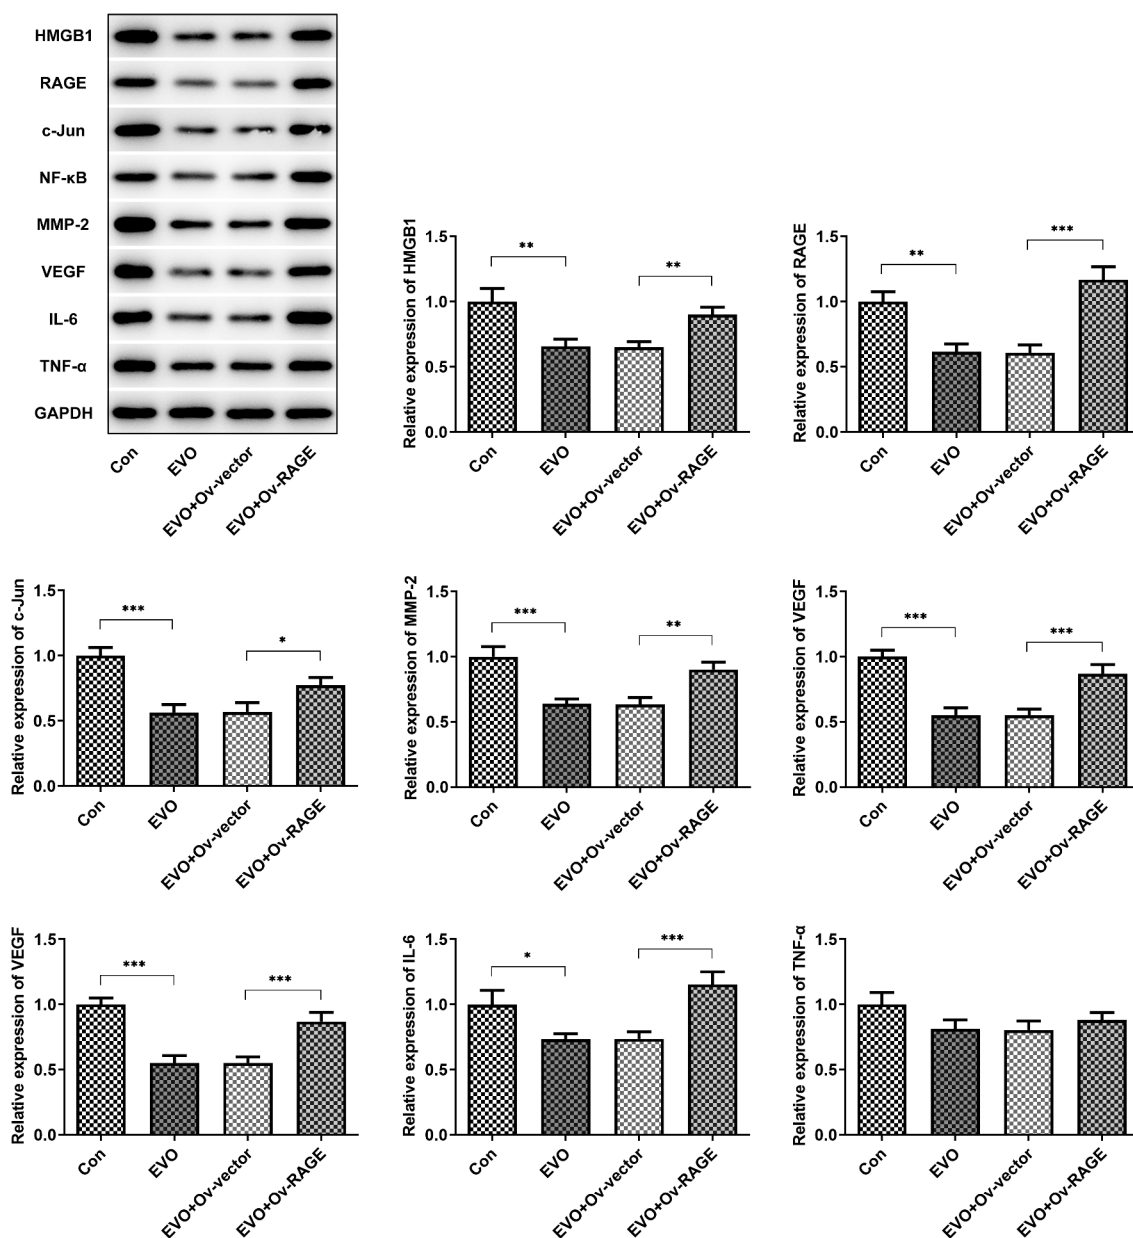 HMGB1
RAGE
c-Jun
NF-κB
MMP-2
VEGF
IL-6
TNF-α
GAPDH
Con
EVO
EVO+Ov-vector
EVO+Ov-RAGE
Relative expression of HMGB1
1.5
1.0
0.5
0.0
**
**
Con
EVO
EVO+Ov-vector
EVO+Ov-RAGE
Relative expression of RAGE
1.5
1.0
0.5
0.0
**
***
Con
EVO
EVO+Ov-vector
EVO+Ov-RAGE
Relative expression of c-Jun
1.5
1.0
0.5
0.0
***
*
Con
EVO
EVO+Ov-vector
EVO+Ov-RAGE
Relative expression of MMP-2
1.5
1.0
0.5
0.0
***
**
Con
EVO
EVO+Ov-vector
EVO+Ov-RAGE
Relative expression of VEGF
1.5
1.0
0.5
0.0
***
***
Con
EVO
EVO+Ov-vector
EVO+Ov-RAGE
Relative expression of VEGF
1.5
1.0
0.5
0.0
***
***
Con
EVO
EVO+Ov-vector
EVO+Ov-RAGE
Relative expression of IL-6
1.5
1.0
0.5
0.0
*
***
Con
EVO
EVO+Ov-vector
EVO+Ov-RAGE
Relative expression of TNF-α
1.5
1.0
0.5
0.0
Con
EVO
EVO+Ov-vector
EVO+Ov-RAGE